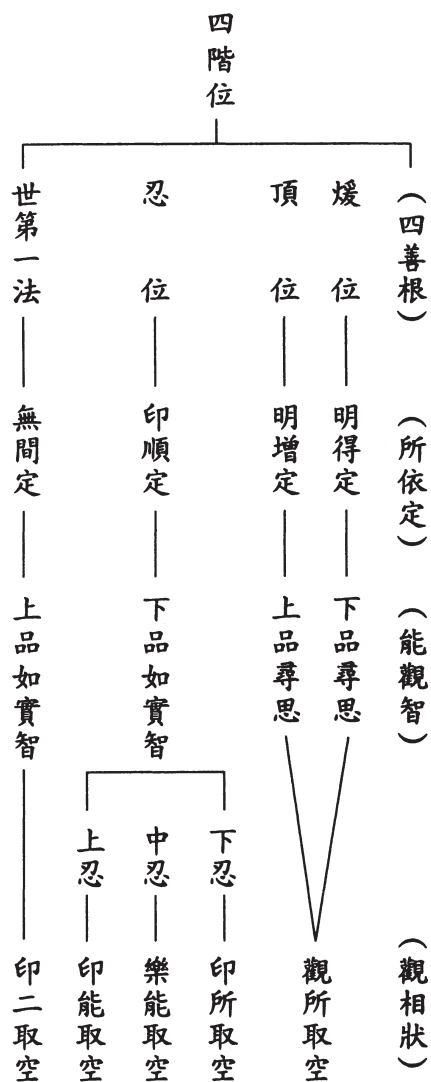 四階位
（四善根）
（所依定）
（能觀智）
（觀相狀）
煖位
明得定
下品尋思
頂位
明增定
上品尋思
觀所取空
忍位
印順定
下品如實智
下忍
印所取空
中忍
樂能取空
上忍
印能取空
世第一法
無間定
上品如實智
印二取空